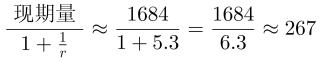 现期量 / (1 + 1/r) ≈ 1684 / (1 + 5.3) = 1684 / 6.3 ≈ 267